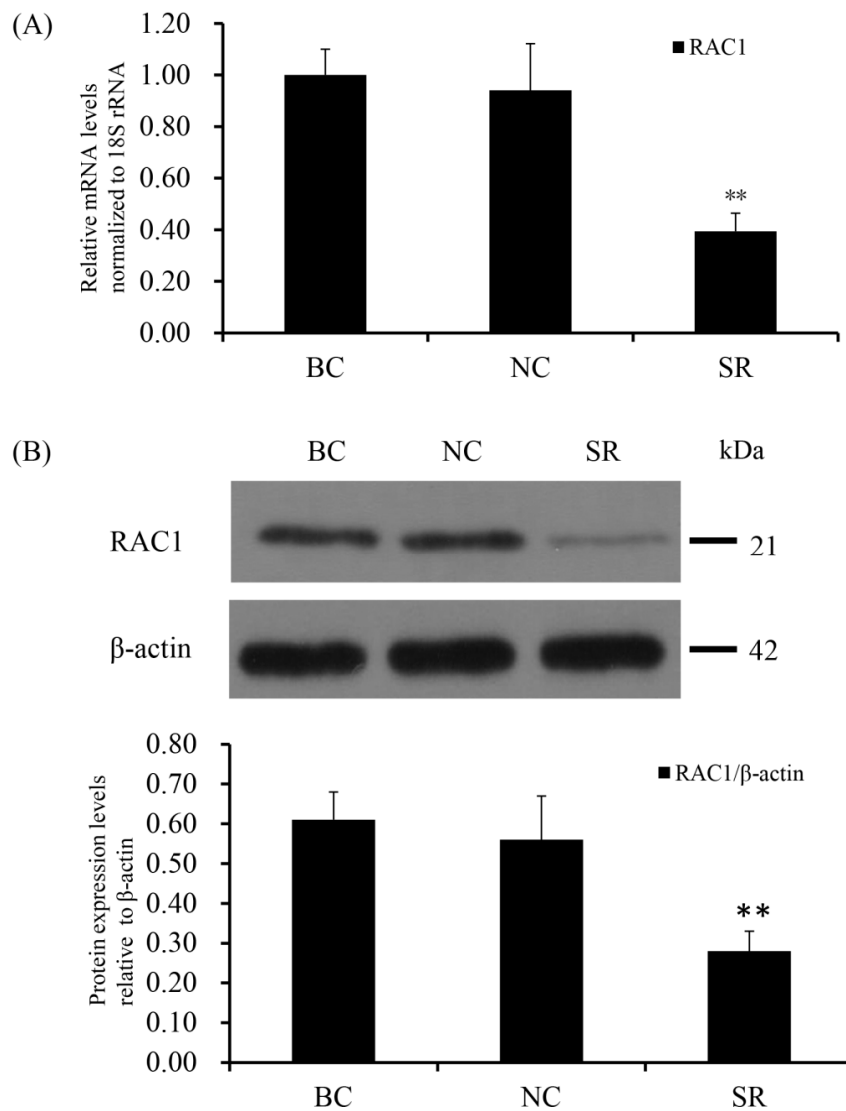 (A)
Relative mRNA levels
normalized to 18S rRNA
1.20
1.00
0.80
0.60
0.40
0.20
0.00
■ RAC1
**
BC NC SR
(B)
BC NC SR kDa
RAC1 21
β-actin 42
Protein expression levels
relative to β-actin
0.80
0.70
0.60
0.50
0.40
0.30
0.20
0.10
0.00
■ RAC1/β-actin
**
BC NC SR